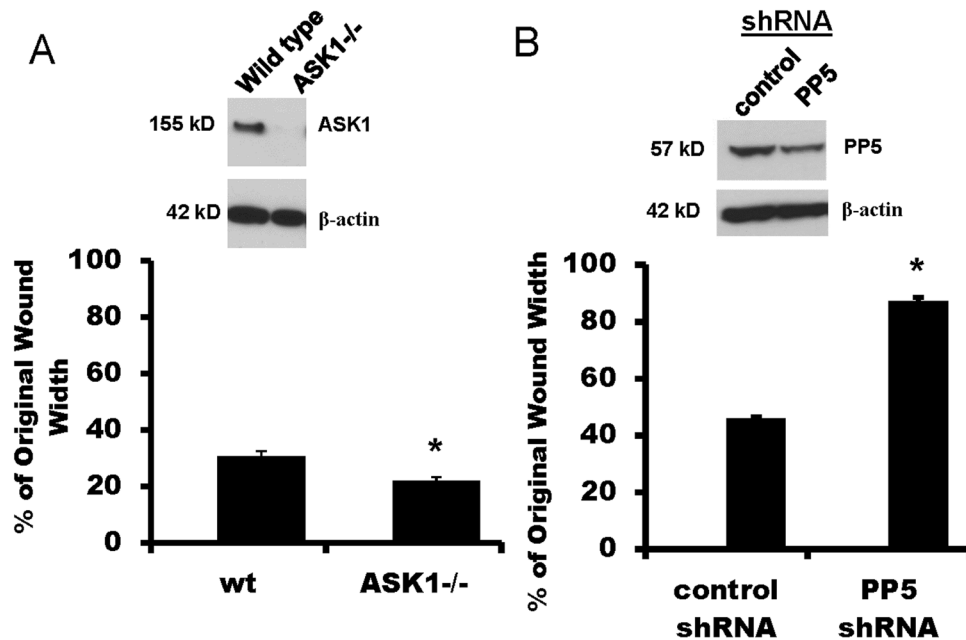 A
Wild type
ASK1-/-
155 kD
ASK1
42 kD
β-actin
% of Original Wound
Width
100
80
60
40
20
0
*
wt
ASK1-/-
B
shRNA
control
PP5
57 kD
PP5
42 kD
β-actin
% of Original Wound Width
100
80
60
40
20
0
*
control
shRNA
PP5
shRNA